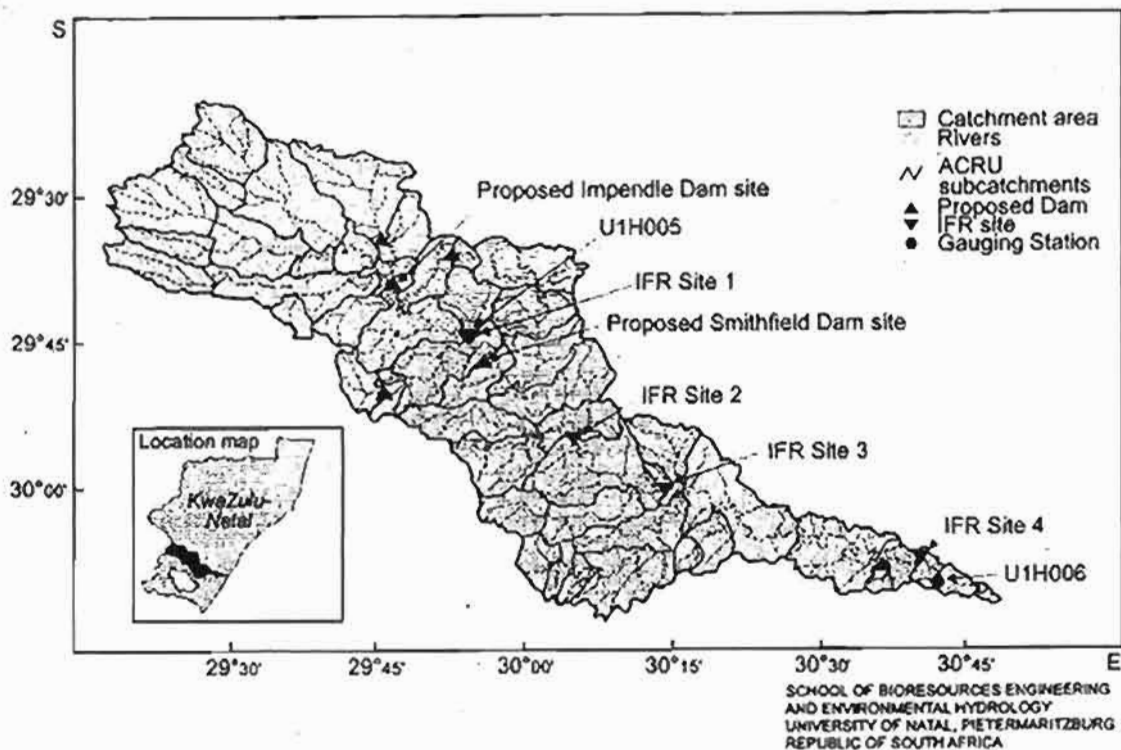 S
Catchment area
Rivers
ACRU
subcatchments
Proposed Dam
IFR site
Gauging Station
29°30'
Proposed Impendle Dam site
U1H005
IFR Site 1
29°45'
Proposed Smithfield Dam site
IFR Site 2
Location map
IFR Site 3
KwaZulu-
Natal
30°00'
IFR Site 4
U1H006
29°30'
29°45'
30°00'
30°15'
30°30'
30°45'
E
SCHOOL OF BIORESOURCES ENGINEERING
AND ENVIRONMENTAL HYDROLOGY
UNIVERSITY OF NATAL, PIETERMARITZBURG
REPUBLIC OF SOUTH AFRICA